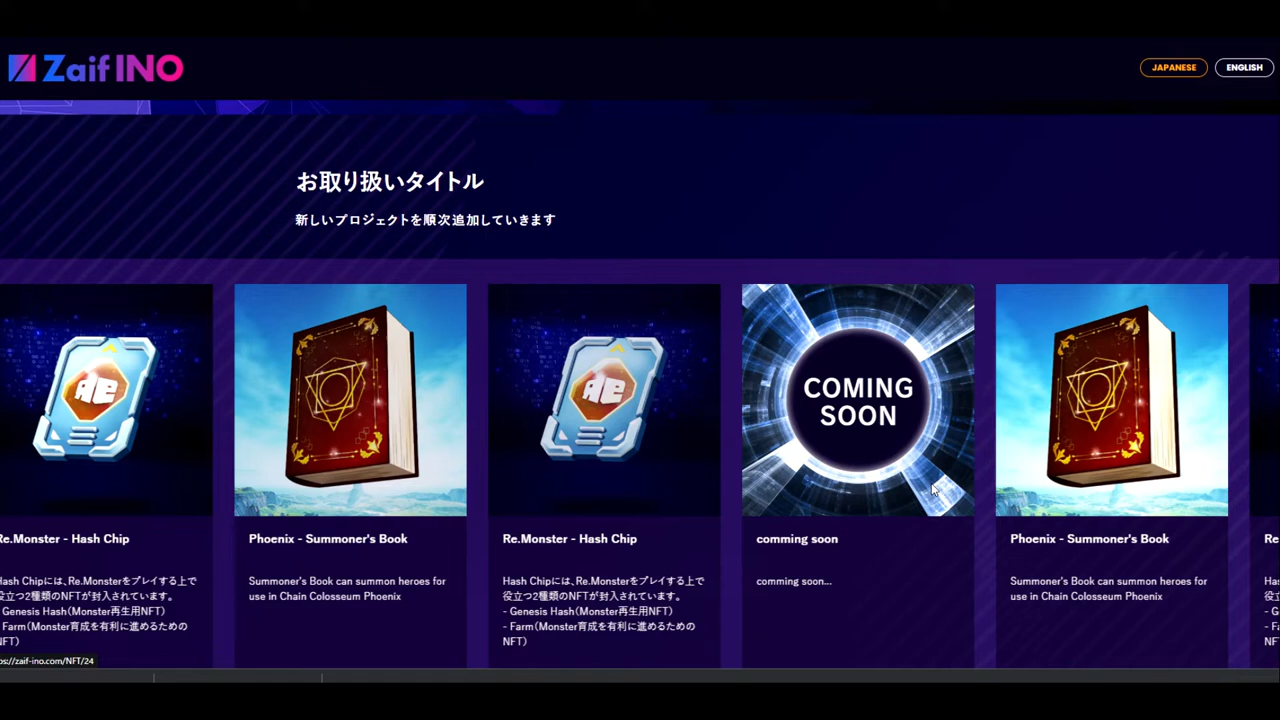 Zaif INO
JAPANESE
ENGLISH
お取り扱いタイトル
新しいプロジェクトを順次追加していきます
COMING
SOON
Re.Monster - Hash Chip
Hash Chipには、Re.Monsterをプレイする上で
役立つ2種類のNFTが封入されています。
- Genesis Hash(Monster再生用NFT)
- Farm(Monster育成を有利に進めるための
NFT)
Phoenix - Summoner's Book
Summoner's Book can summon heroes for
use in Chain Colosseum Phoenix
Re.Monster - Hash Chip
Hash Chipには、Re.Monsterをプレイする上で
役立つ2種類のNFTが封入されています。
- Genesis Hash(Monster再生用NFT)
- Farm(Monster育成を有利に進めるための
NFT)
comming soon
comming soon...
Phoenix - Summoner's Book
Summoner's Book can summon heroes for
use in Chain Colosseum Phoenix
Re
ps://zaif-ino.com/NFT/24